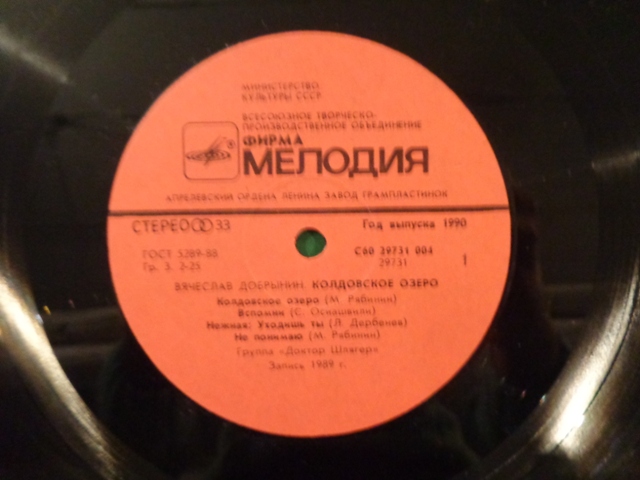 МИНИСТЕРСТВО
КУЛЬТУРЫ СССР
ВСЕСОЮЗНОЕ ТВОРЧЕСКО-
ПРОИЗВОДСТВЕННОЕ ОБЪЕДИНЕНИЕ
ФИРМА
МЕЛОДИЯ
АПРЕЛЕВСКИЙ ОРДЕНА ЛЕНИНА ЗАВОД ГРАМПЛАСТИНОК
СТЕРЕО 33
Год выпуска 1990
ГОСТ 5289-88
С60 29731 004
Гр. 3. 2-25
29731
1
ВЯЧЕСЛАВ ДОБРЫНИН. КОЛДОВСКОЕ ОЗЕРО
Колдовское озеро (М. Рябинин)
Вспомни (С. Осиашвили)
Нежная; Уходишь ты (Л. Дербенев)
Не понимаю (М. Рябинин)
Группа «Доктор Шлягер»
Запись 1989 г.